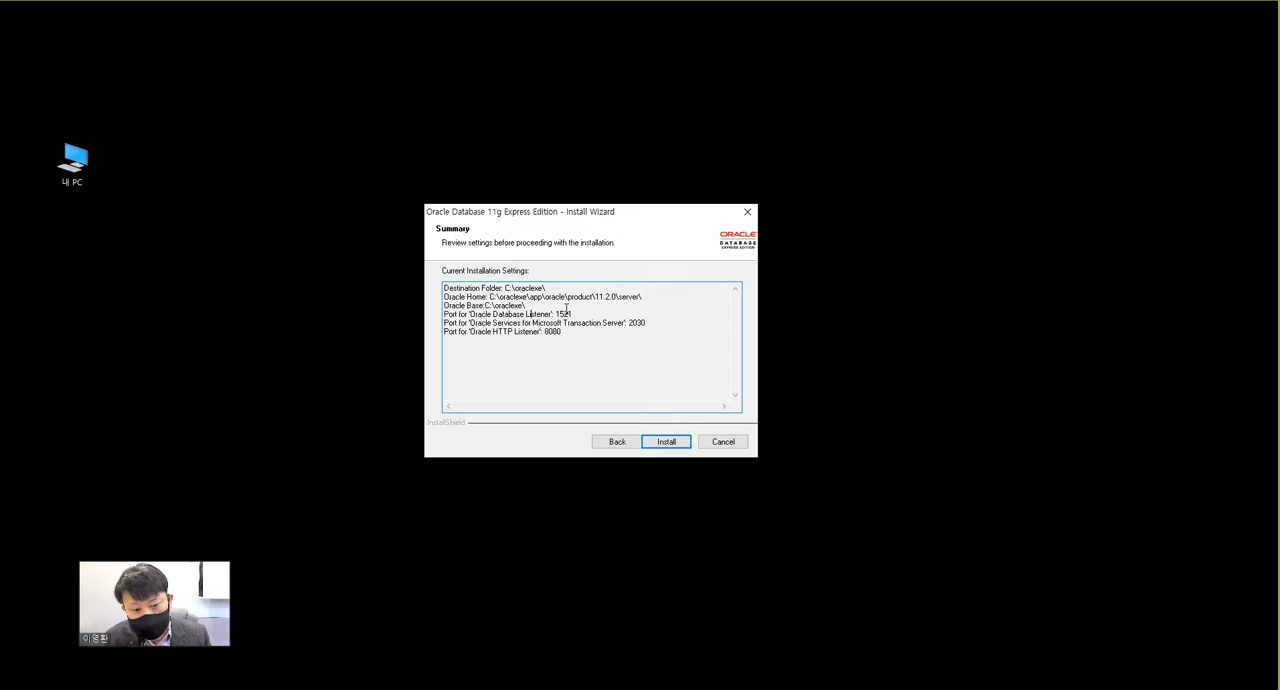 내 PC
Oracle Database 11g Express Edition - Install Wizard
Summary
Review settings before proceeding with the installation.
ORACLE
DATABASE
EXPRESS EDITION
Current Installation Settings:
Destination Folder: C:\oraclexe\
Oracle Home: C:\oraclexe\app\oracle\product\11.2.0\server\
Oracle Base:C:\oraclexe\
Port for 'Oracle Database Listener': 1521
Port for 'Oracle Services for Microsoft Transaction Server': 2030
Port for 'Oracle HTTP Listener': 8080
InstallShield
Back
Install
Cancel